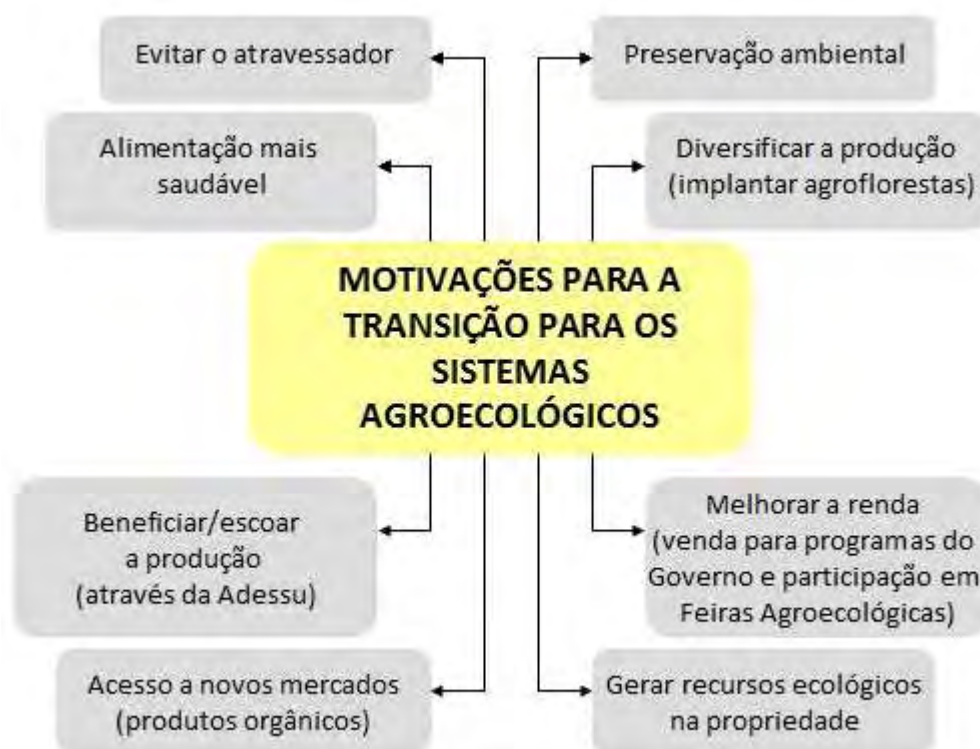 Evitar o atravessador
Preservação ambiental
Alimentação mais
saudável
Diversificar a produção
(implantar agroflorestas)
MOTIVAÇÕES PARA A
TRANSIÇÃO PARA OS
SISTEMAS
AGROECOLÓGICOS
Beneficiar/escoar
a produção
(através da Adessu)
Melhorar a renda
(venda para programas do
Governo e participação em
Feiras Agroecológicas)
Acesso a novos mercados
(produtos orgânicos)
Gerar recursos ecológicos
na propriedade